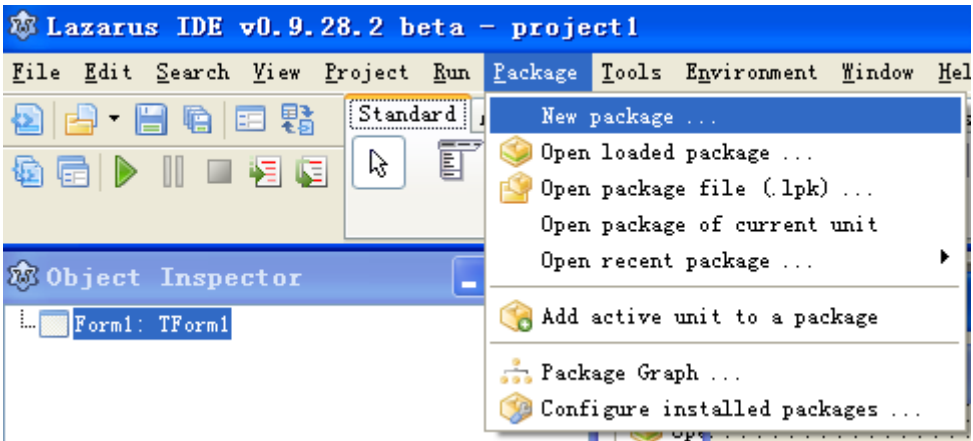 Lazarus IDE v0.9.28.2 beta - project1
File Edit Search View Project Run Package Tools Environment Window
Standard
New package ...
Open loaded package ...
Open package file (.lpk) ...
Open package of current unit
Open recent package ...
Object Inspector
Form1: TForm1
Add active unit to a package
Package Graph ...
Configure installed packages ...